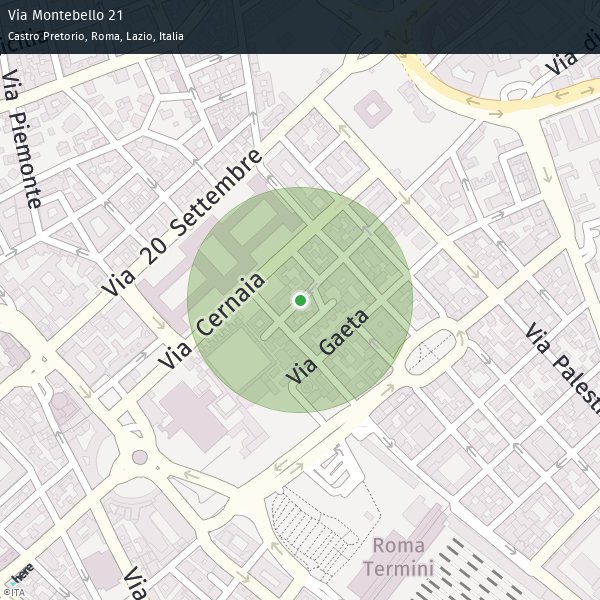 Via Montebello 21
Castro Pretorio, Roma, Lazio, Italia
Via di
Via Piemonte
Via 20 Settembre
Via Cernaia
Via Gaeta
Via Palest
Roma
Termini
Via
here
©ITA